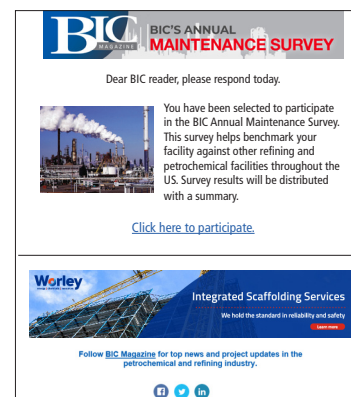 BIC
MAGAZINE
BIC'S ANNUAL
MAINTENANCE SURVEY
Dear BIC reader, please respond today.
You have been selected to participate
in the BIC Annual Maintenance Survey.
This survey helps benchmark your
facility against other refining and
petrochemical facilities throughout the
US. Survey results will be distributed
with a summary.
Click here to participate.
Worley
Integrated Scaffolding Services
We hold the standard in reliability and safety
Learn more
Follow BIC Magazine for top news and project updates in the
petrochemical and refining industry.
f
in